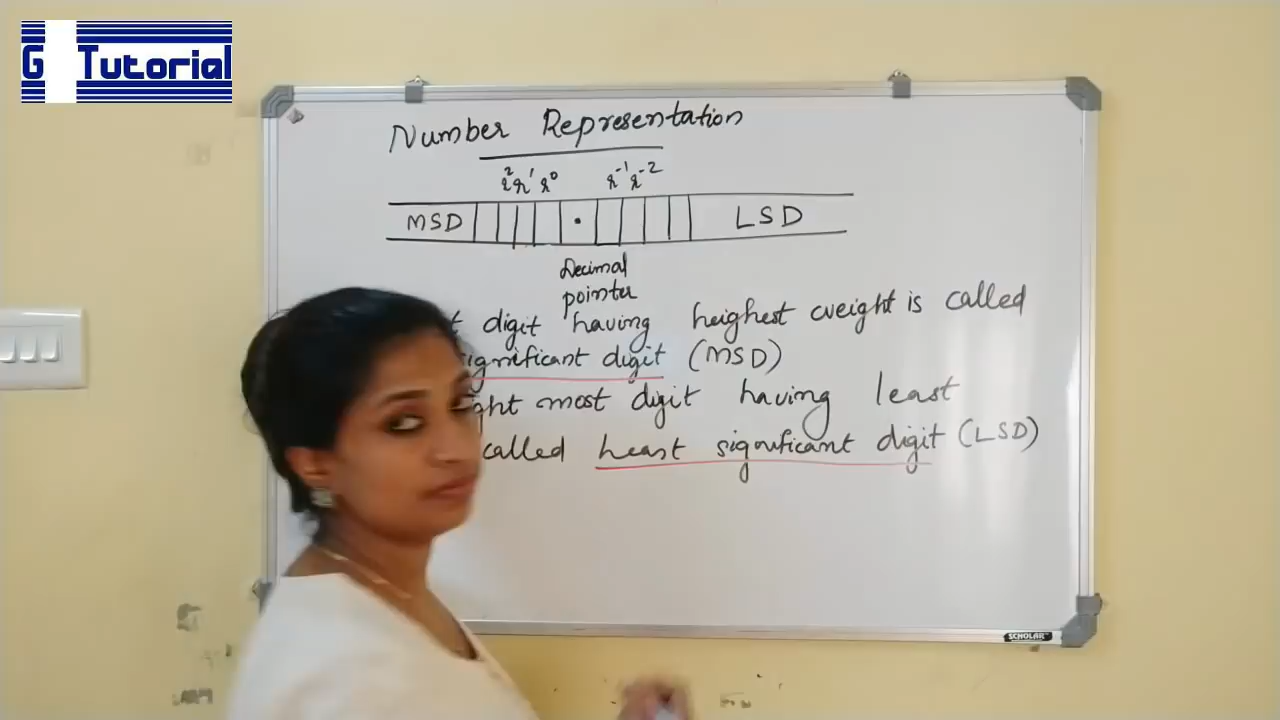 G Tutorial
Number Representation
r² r¹ r⁰ r⁻¹ r⁻²
MSD . LSD
Decimal
pointer
digit having heighest weight is called
significant digit (MSD)
most digit having least
called least significant digit (LSD)
SCHOLAR